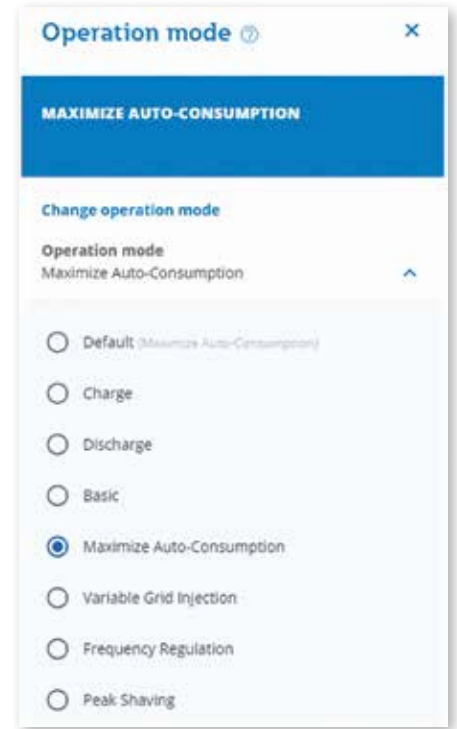 Operation mode ?
MAXIMIZE AUTO-CONSUMPTION
Change operation mode
Operation mode
Maximize Auto-Consumption
Default (Maximize Auto-Consumption)
Charge
Discharge
Basic
Maximize Auto-Consumption
Variable Grid Injection
Frequency Regulation
Peak Shaving